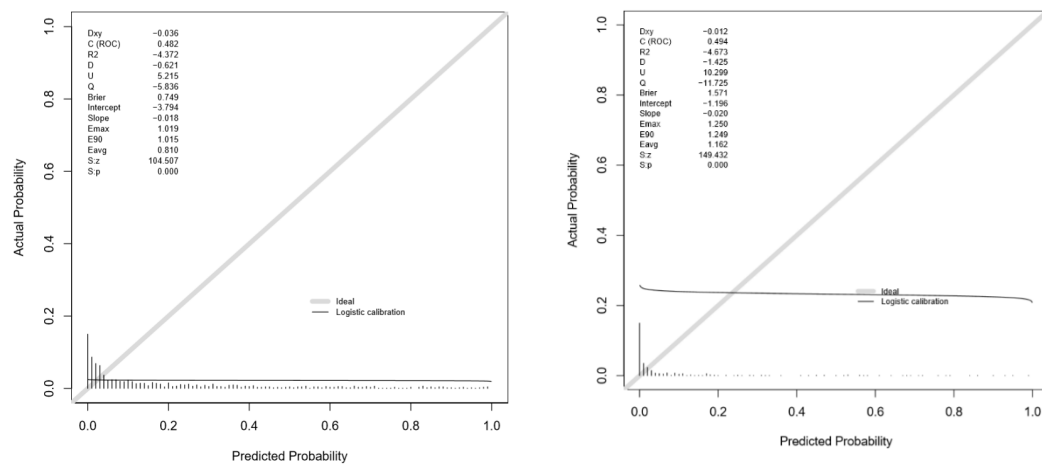 Dxy −0.036
C (ROC) 0.482
R2 −4.372
D −0.621
U 5.215
Q −5.836
Brier 0.749
Intercept −3.794
Slope −0.018
Emax 1.019
E90 1.015
Eavg 0.810
S:z 104.507
S:p 0.000
1.0
0.8
0.6
0.4
0.2
0.0
Actual Probability
Ideal
Logistic calibration
0.0 0.2 0.4 0.6 0.8 1.0
Predicted Probability
Dxy −0.012
C (ROC) 0.494
R2 −4.673
D −1.425
U 10.299
Q −11.725
Brier 1.571
Intercept −1.196
Slope −0.020
Emax 1.250
E90 1.249
Eavg 1.162
S:z 149.432
S:p 0.000
1.0
0.8
0.6
0.4
0.2
0.0
Actual Probability
Ideal
Logistic calibration
0.0 0.2 0.4 0.6 0.8 1.0
Predicted Probability